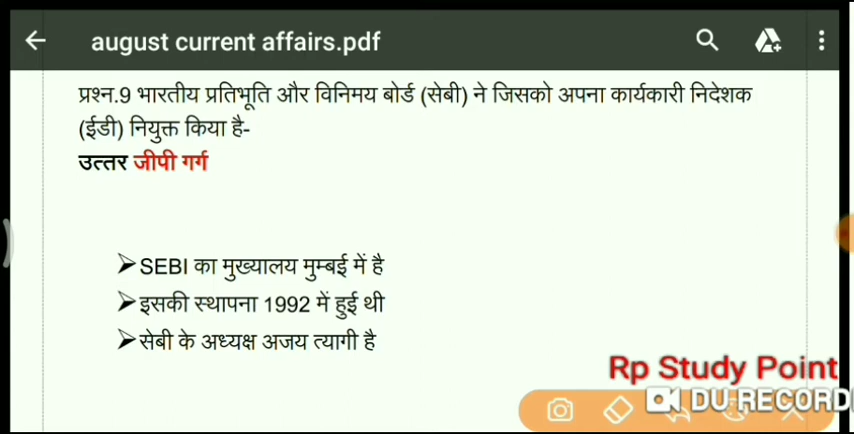 august current affairs.pdf
प्रश्न.9 भारतीय प्रतिभूति और विनिमय बोर्ड (सेबी) ने जिसको अपना कार्यकारी निदेशक
(ईडी) नियुक्त किया है-
उत्तर जीपी गर्ग
SEBI का मुख्यालय मुम्बई में है
इसकी स्थापना 1992 में हुई थी
सेबी के अध्यक्ष अजय त्यागी है
Rp Study Point
DU RECORD